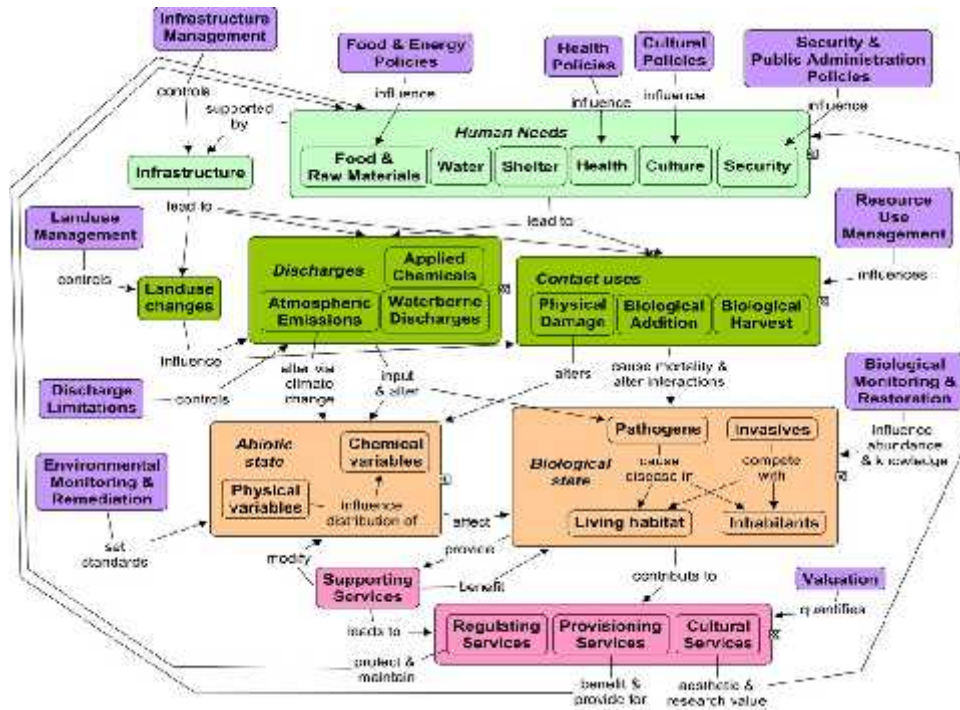 Infrastructure
Management
Food & Energy
Policies
Health
Policies
Cultural
Policies
Security &
Public Administration
Policies
controls
supported
by
influence
influence
influence
influence
Human Needs
Food &
Raw Materials
Water
Shelter
Health
Culture
Security
Infrastructure
lead to
lead to
Landuse
Management
Resource
Use
Management
controls
influences
Landuse
changes
Discharges
Applied
Chemicals
Atmospheric
Emissions
Waterborne
Discharges
Contact uses
Physical
Damage
Biological
Addition
Biological
Harvest
influence
Discharge
Limitations
controls
alter via
climate
change
input
& alter
alters
cause mortality &
alter interactions
Biological
Monitoring &
Restoration
Influence
abundance
& knowledge
Abiotic
state
Chemical
variables
Physical
variables
influence
distribution of
Environmental
Monitoring &
Remediation
set
standards
Pathogens
Invasives
Biological
state
cause
disease in
compete
with
Living habitat
Inhabitants
affect
modify
provide
Supporting
Services
benefit
contributs to
Valuation
quantifies
leads to
Regulating
Services
Provisioning
Services
Cultural
Services
protect &
maintain
benefit &
provide for
aesthetic &
research value